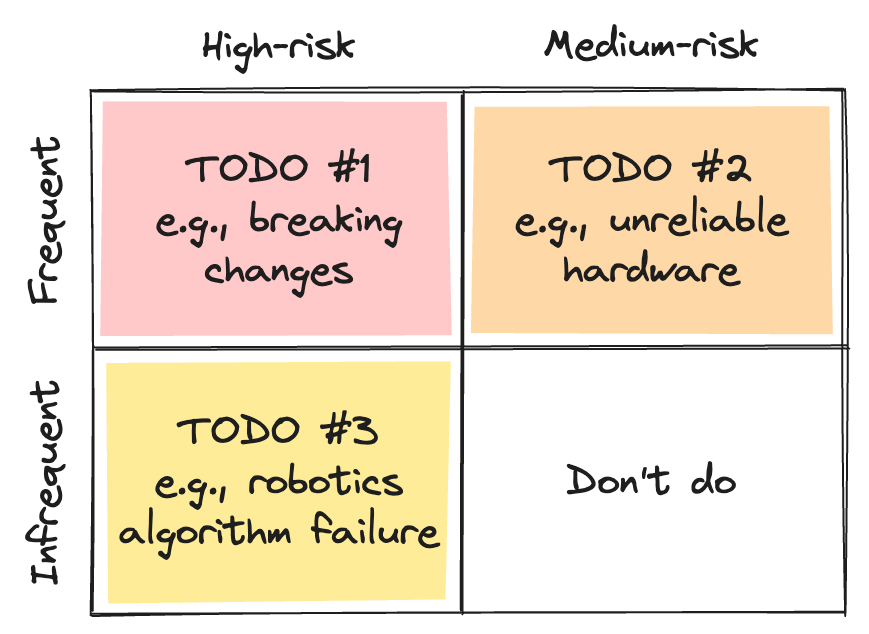 High-risk
Medium-risk
Frequent
TODO #1
e.g., breaking
changes
TODO #2
e.g., unreliable
hardware
Infrequent
TODO #3
e.g., robotics
algorithm failure
Don't do